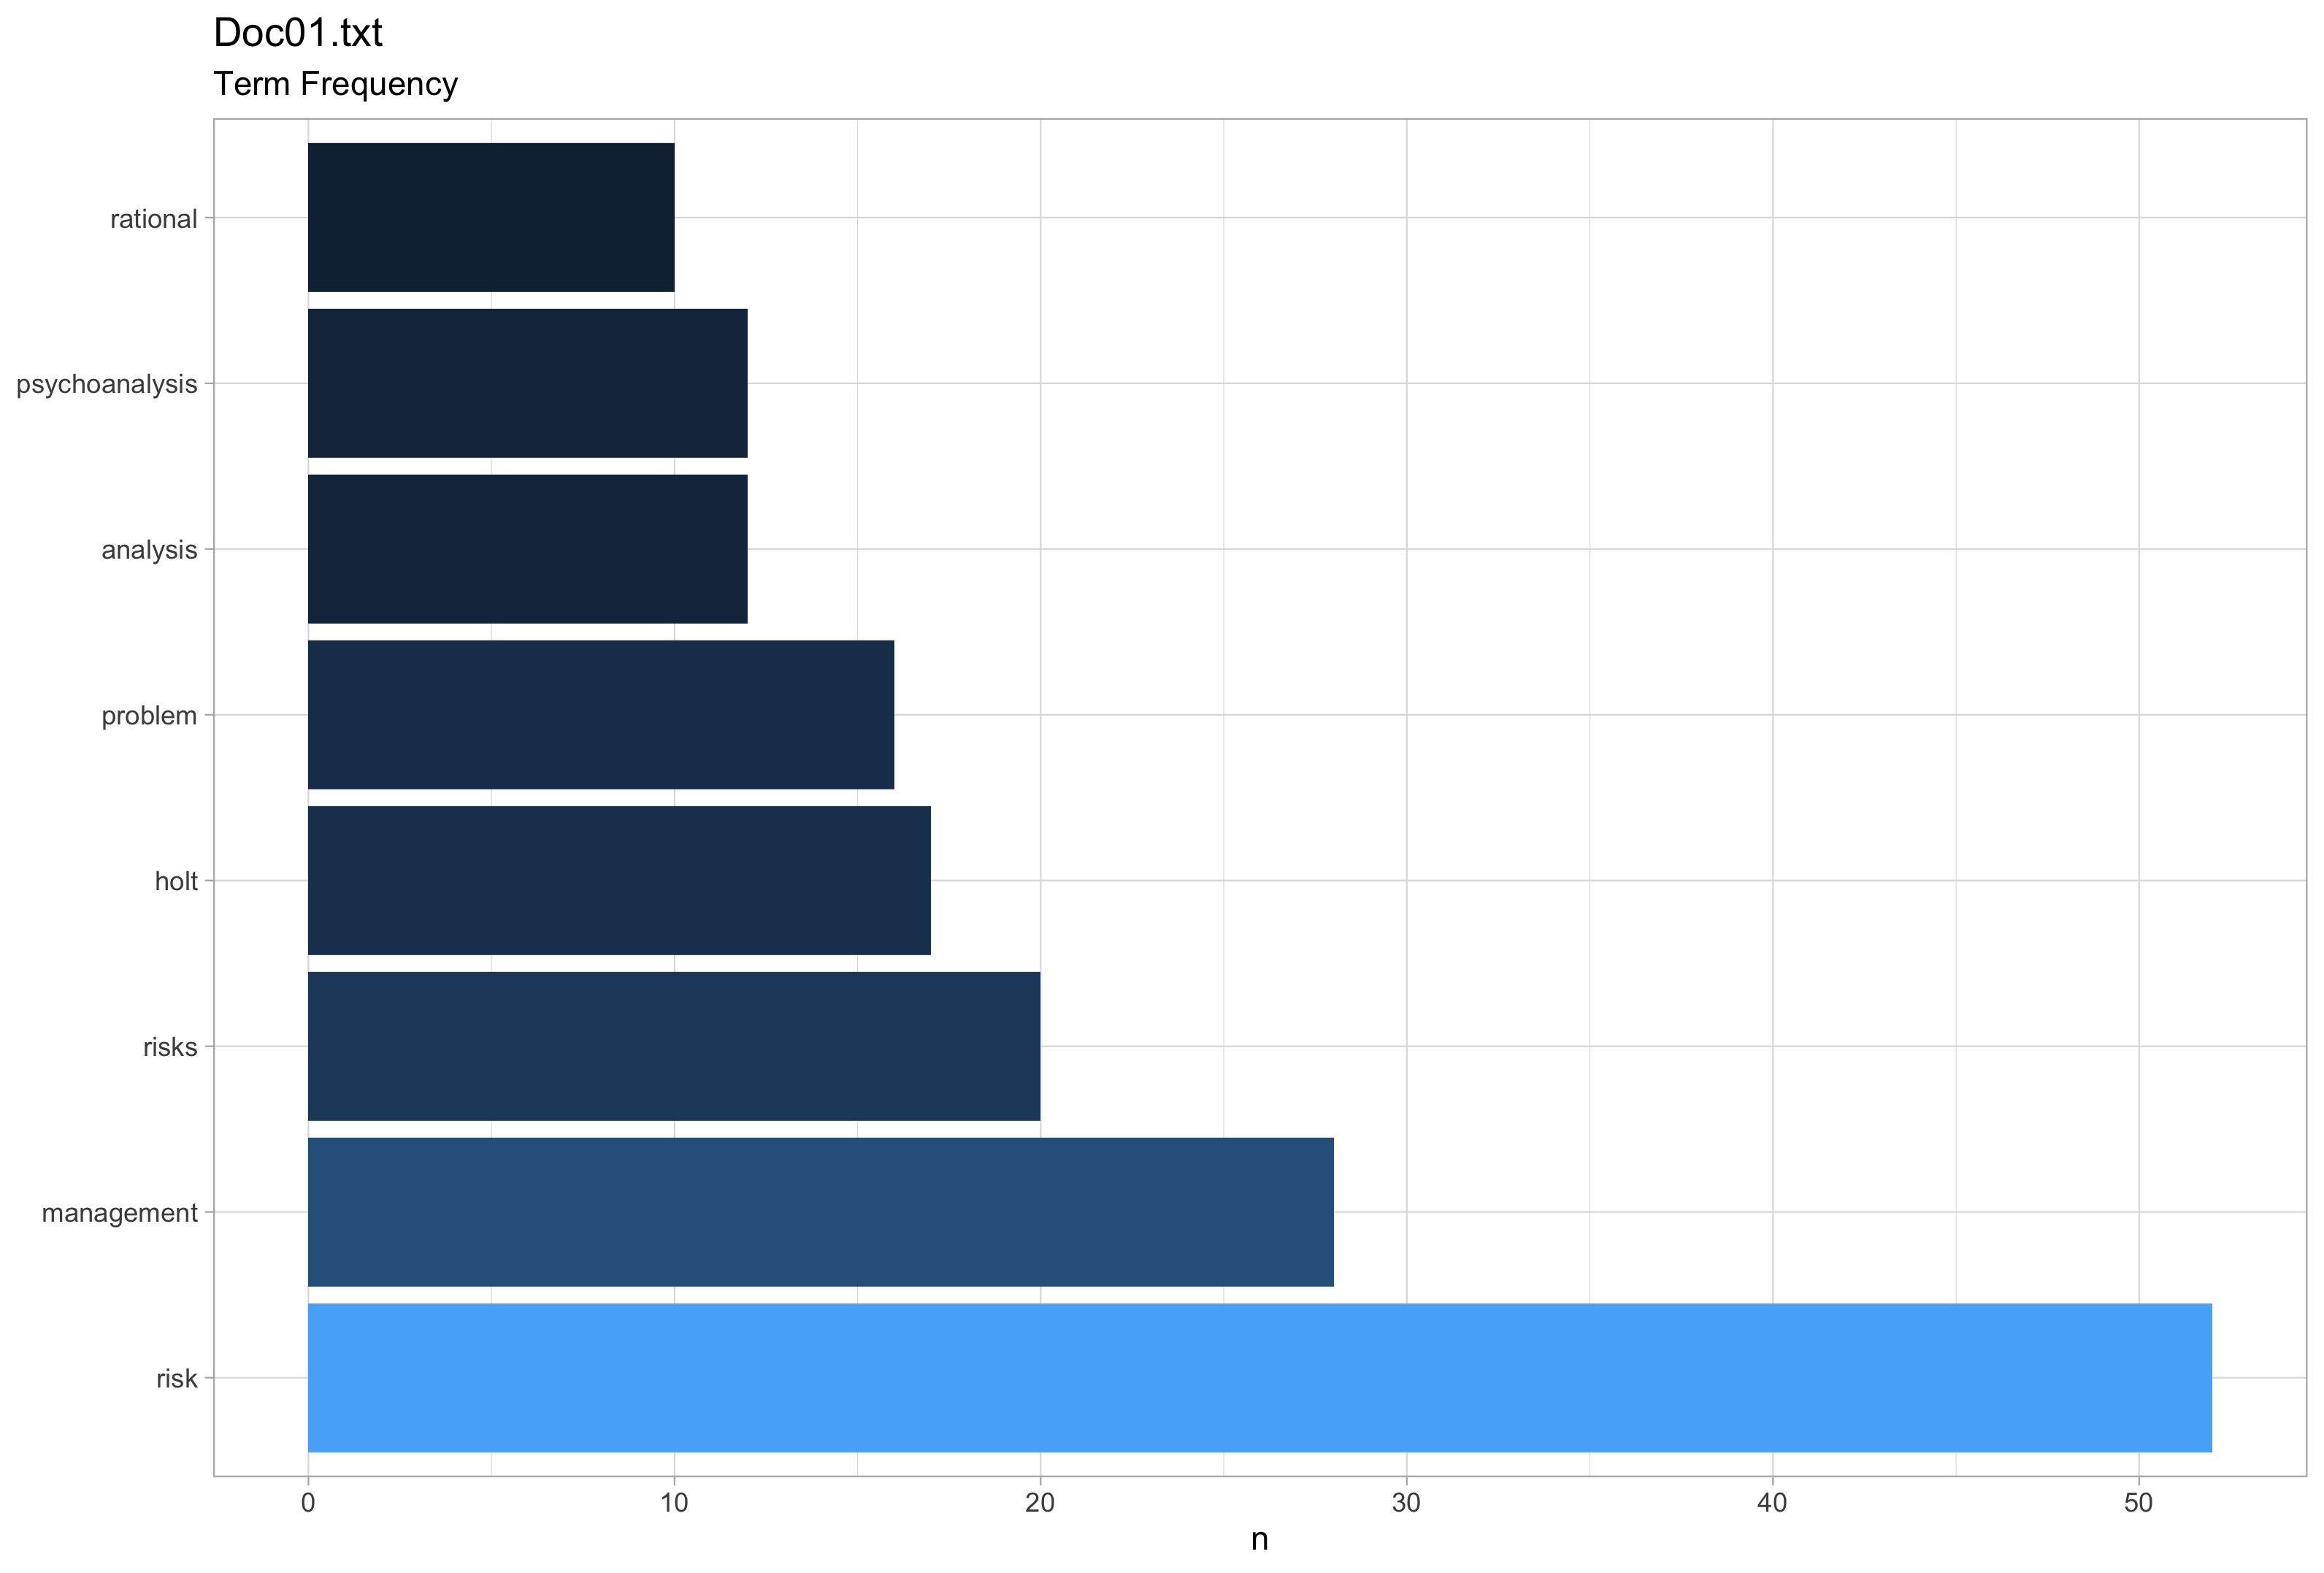 Doc01.txt
Term Frequency
rational
psychoanalysis
analysis
problem
holt
risks
management
risk
0 10 20 30 40 50
n